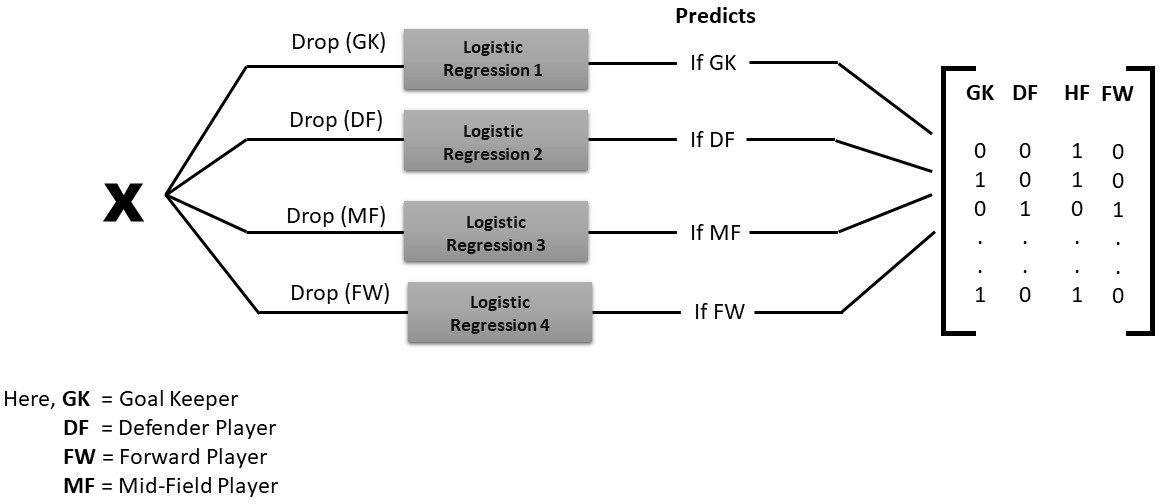 Predicts
Drop (GK) Logistic Regression 1 If GK
Drop (DF) Logistic Regression 2 If DF
X
Drop (MF) Logistic Regression 3 If MF
Drop (FW) Logistic Regression 4 If FW
GK DF HF FW
0 0 1 0
1 0 1 0
0 1 0 1
. . . .
. . . .
1 0 1 0
Here, GK = Goal Keeper
DF = Defender Player
FW = Forward Player
MF = Mid-Field Player